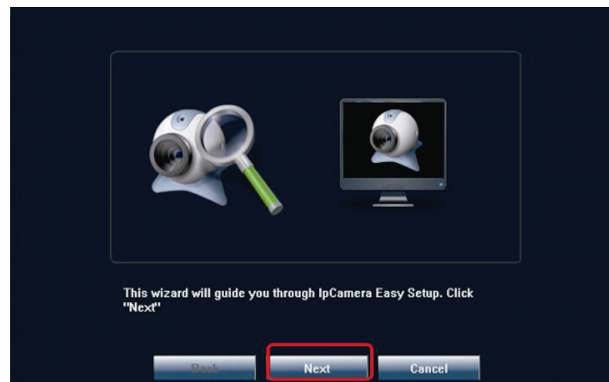 This wizard will guide you through IpCamera Easy Setup. Click
"Next"
Back Next Cancel